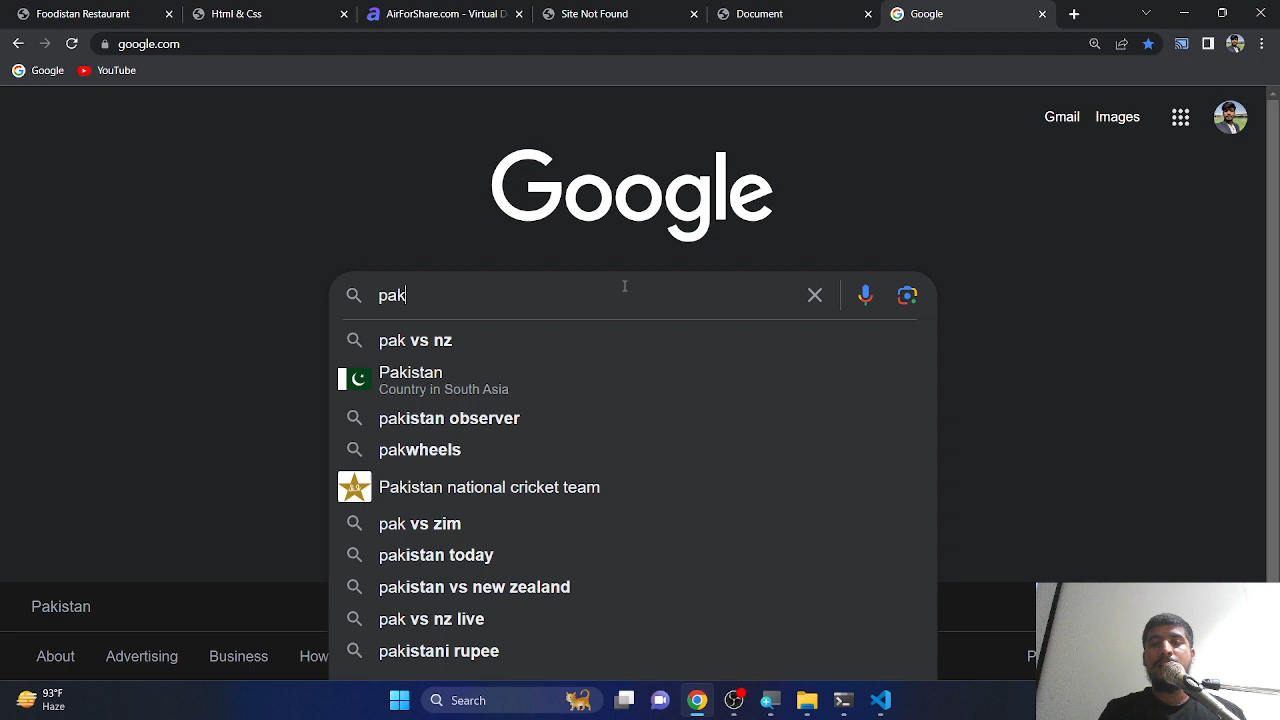 Foodistan Restaurant
Html & Css
AirForShare.com - Virtual D
Site Not Found
Document
Google
google.com
Google
YouTube
Gmail
Images
Google
pak
pak vs nz
Pakistan
Country in South Asia
pakistan observer
pakwheels
Pakistan national cricket team
pak vs zim
pakistan today
pakistan vs new zealand
pak vs nz live
pakistani rupee
Pakistan
About
Advertising
Business
How
P
93°F
Haze
Search